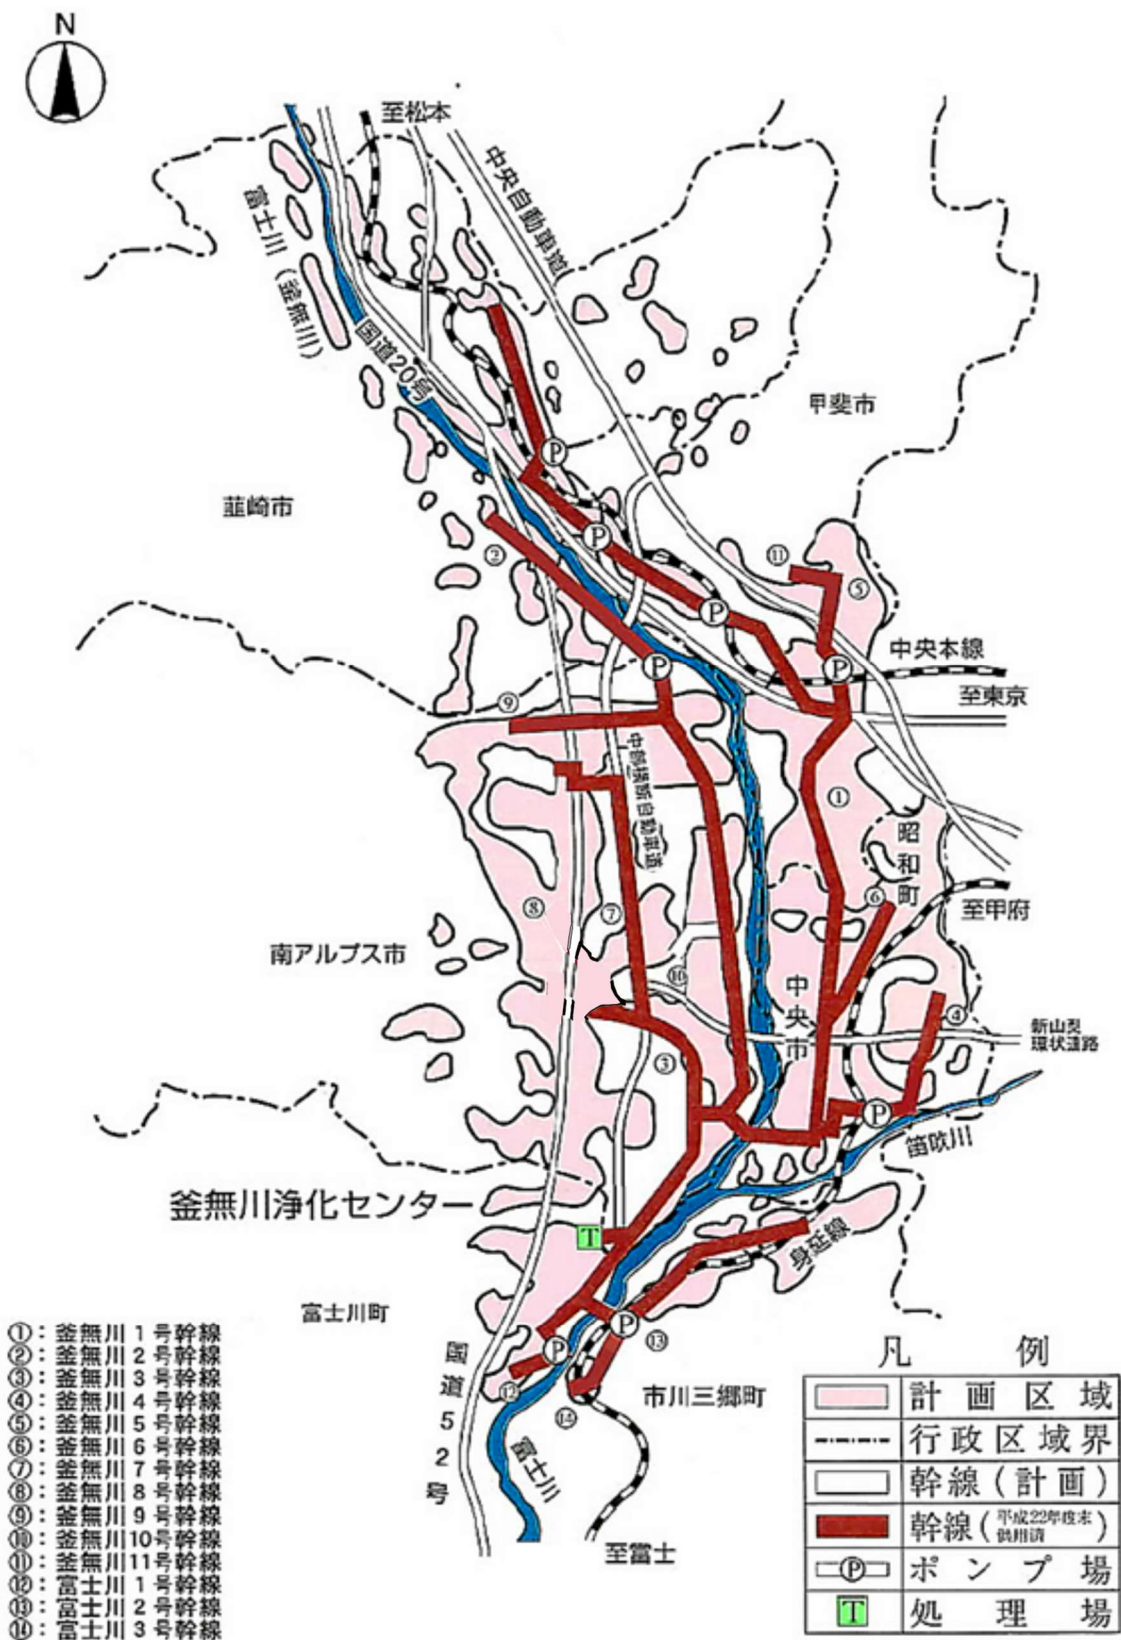 N
至松本
中央自動車道
富士川（釜無川）
国道20号
甲斐市
韮崎市
②
⑪
⑤
P
P
P
P
P
中央本線
至東京
⑨
中部横断自動車道
①
昭和町
⑥
至甲府
⑧
⑦
南アルプス市
⑩
中央市
④
新山梨
環状道路
③
P
笛吹川
釜無川浄化センター
T
身延線
富士川町
P
P
⑬
⑫
⑭
市川三郷町
国道52号
富士川
至富士
①：釜無川1号幹線
②：釜無川2号幹線
③：釜無川3号幹線
④：釜無川4号幹線
⑤：釜無川5号幹線
⑥：釜無川6号幹線
⑦：釜無川7号幹線
⑧：釜無川8号幹線
⑨：釜無川9号幹線
⑩：釜無川10号幹線
⑪：釜無川11号幹線
⑫：富士川1号幹線
⑬：富士川2号幹線
⑭：富士川3号幹線
凡例
計画区域
行政区域界
幹線(計画)
幹線(平成22年度末供用済)
P ポンプ場
T 処理場